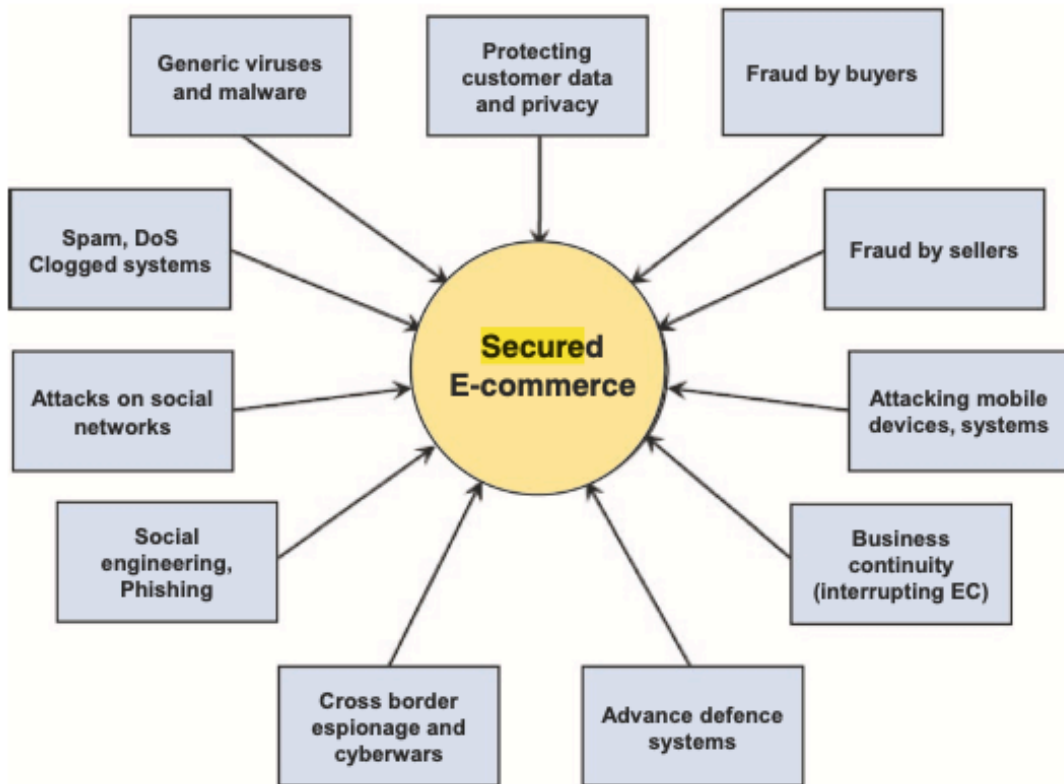 Generic viruses
and malware
Protecting
customer data
and privacy
Fraud by buyers
Spam, DoS
Clogged systems
Fraud by sellers
Secured
E-commerce
Attacks on social
networks
Attacking mobile
devices, systems
Social
engineering,
Phishing
Business
continuity
(interrupting EC)
Cross border
espionage and
cyberwars
Advance defence
systems